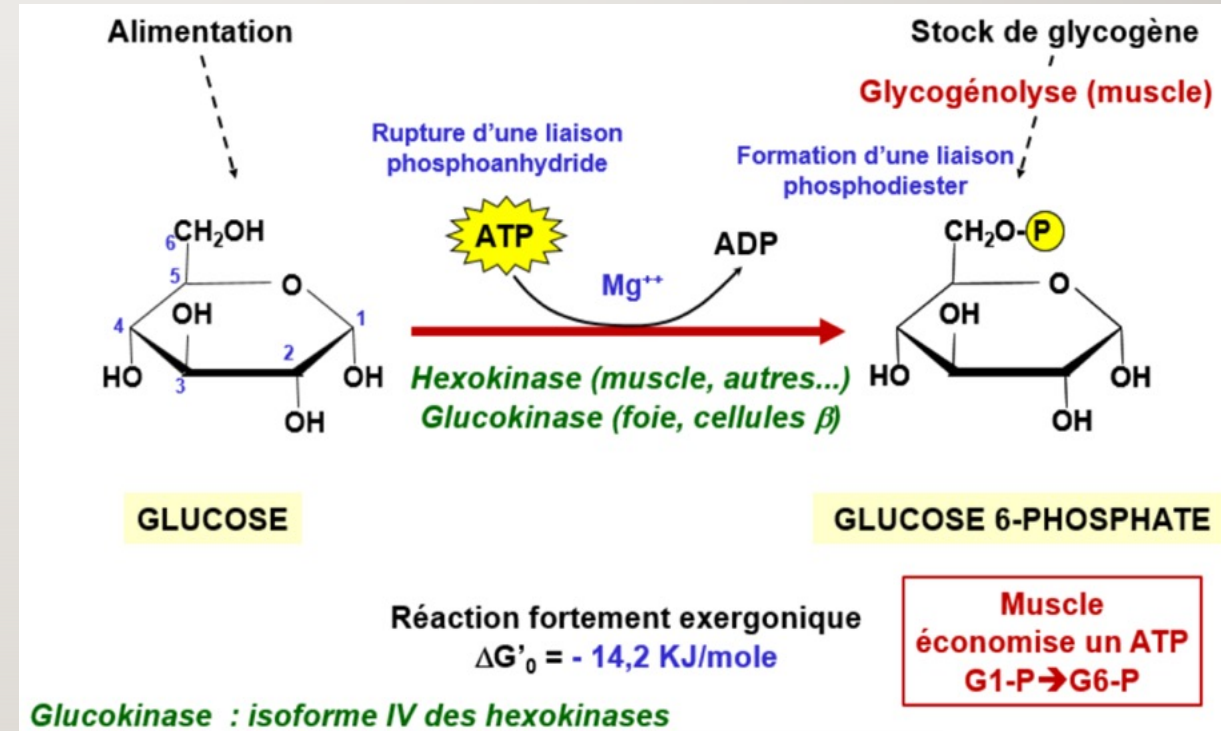 Alimentation
Stock de glycogène
Glycogénolyse (muscle)
Rupture d'une liaison
phosphoanhydride
Formation d'une liaison
phosphodiester
6 CH₂OH
ATP
ADP
CH₂O-P
5
O
Mg⁺⁺
O
OH
OH
4
1
2
HO
3
OH
Hexokinase (muscle, autres...)
HO
OH
OH
Glucokinase (foie, cellules β)
OH
GLUCOSE
GLUCOSE 6-PHOSPHATE
Réaction fortement exergonique
ΔG'₀ = - 14,2 KJ/mole
Muscle
économise un ATP
G1-P➔G6-P
Glucokinase : isoforme IV des hexokinases